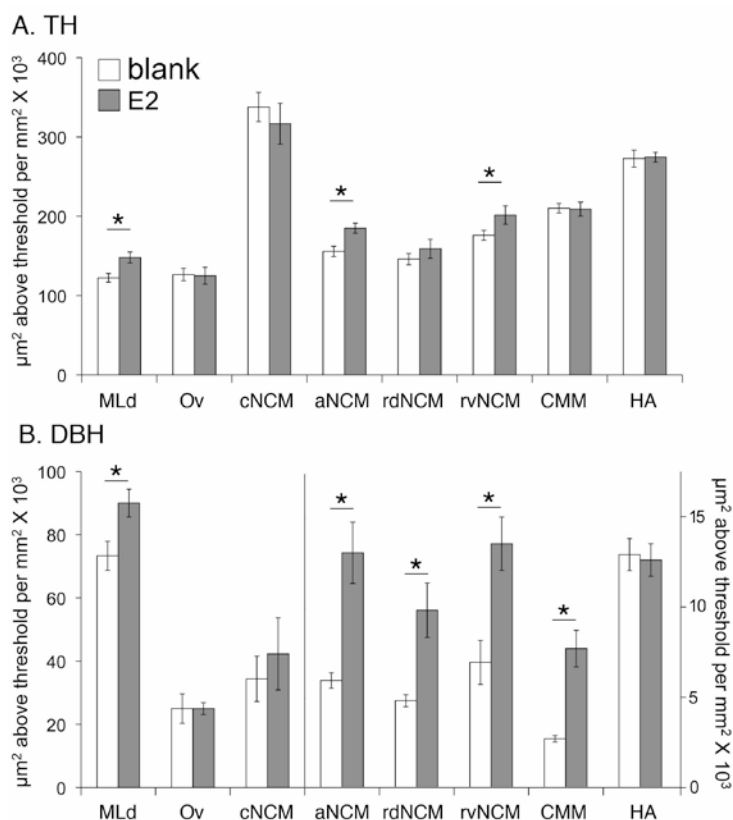 A. TH
µm² above threshold per mm² X 10³
400
300
200
100
0
blank
E2
*
*
*
MLd Ov cNCM aNCM rdNCM rvNCM CMM HA
B. DBH
µm² above threshold per mm² X 10³
100
80
60
40
20
0
*
*
*
*
*
15
10
5
0
µm² above threshold per mm² X 10³
MLd Ov cNCM aNCM rdNCM rvNCM CMM HA